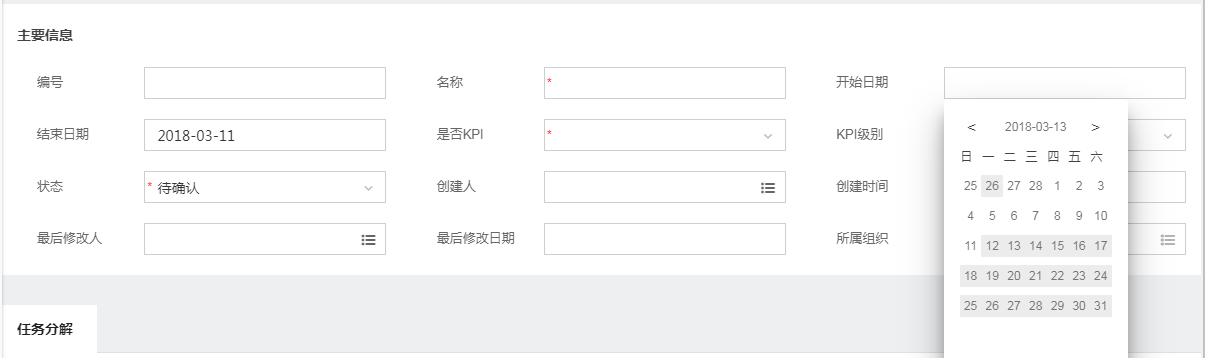 主要信息
编号 名称 * 开始日期
结束日期 2018-03-11 是否KPI * KPI级别
状态 * 待确认 创建人 创建时间
最后修改人 最后修改日期 所属组织
< 2018-03-13 >
日 一 二 三 四 五 六
25 26 27 28 1 2 3
4 5 6 7 8 9 10
11 12 13 14 15 16 17
18 19 20 21 22 23 24
25 26 27 28 29 30 31
任务分解